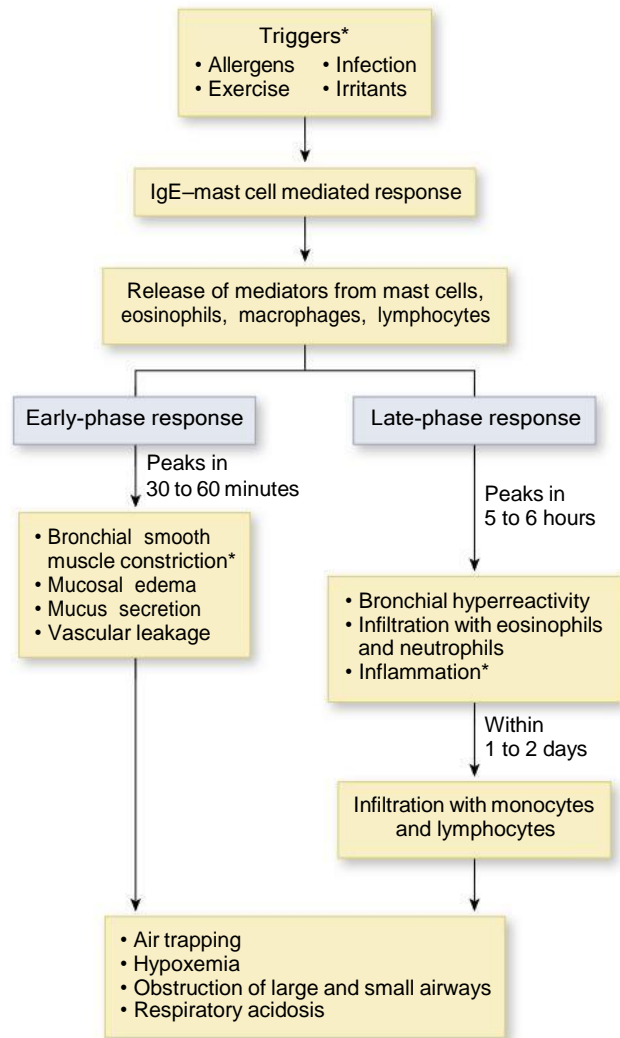 Triggers*
• Allergens • Infection
• Exercise • Irritants
IgE–mast cell mediated response
Release of mediators from mast cells,
eosinophils, macrophages, lymphocytes
Early-phase response
Late-phase response
Peaks in
30 to 60 minutes
Peaks in
5 to 6 hours
• Bronchial smooth
muscle constriction*
• Mucosal edema
• Mucus secretion
• Vascular leakage
• Bronchial hyperreactivity
• Infiltration with eosinophils
and neutrophils
• Inflammation*
Within
1 to 2 days
Infiltration with monocytes
and lymphocytes
• Air trapping
• Hypoxemia
• Obstruction of large and small airways
• Respiratory acidosis